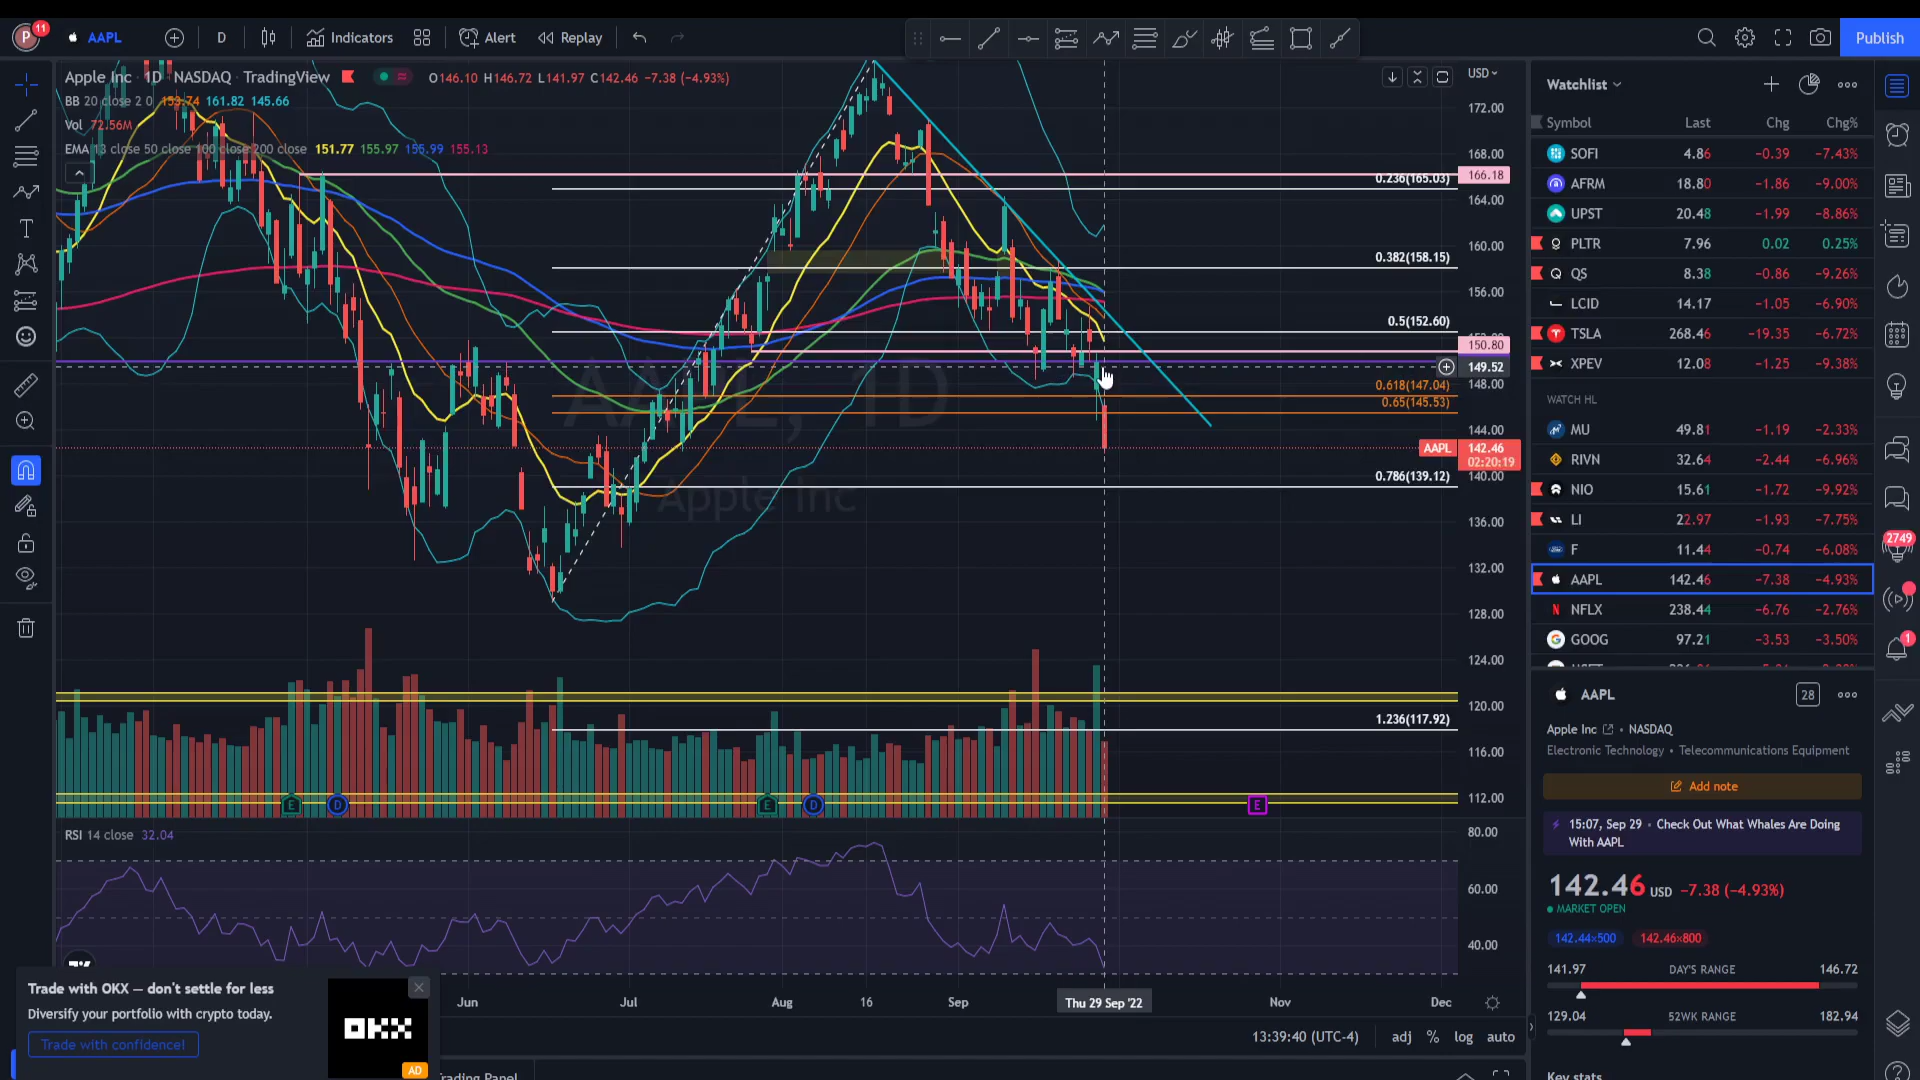 P 11 AAPL D Indicators Alert Replay Publish
Apple Inc · 1D · NASDAQ · TradingView O146.10 H146.72 L141.97 C142.46 −7.38 (−4.93%)
BB 20 close 2 0 153.74 161.82 145.66
Vol 72.56M
EMA 13 close 50 close 100 close 200 close 151.77 155.97 155.99 155.13
USD
172.00
168.00
166.18
0.236(165.03)
164.00
160.00
0.382(158.15)
156.00
0.5(152.60)
152.00
150.80
149.52
148.00
0.618(147.04)
0.65(145.53)
144.00
AAPL 142.46
02:20:19
140.00
0.786(139.12)
136.00
132.00
128.00
124.00
120.00
1.236(117.92)
116.00
112.00
AAPL, 1D
Apple Inc
E D E D E
RSI 14 close 32.04
80.00
60.00
40.00
Jun Jul Aug 16 Sep Thu 29 Sep '22 Nov Dec
13:39:40 (UTC-4) adj % log auto
Trade with OKX — don't settle for less
Diversify your portfolio with crypto today.
Trade with confidence!
OKX
AD
Trading Panel
Watchlist
Symbol Last Chg Chg%
SOFI 4.86 −0.39 −7.43%
AFRM 18.80 −1.86 −9.00%
UPST 20.48 −1.99 −8.86%
PLTR 7.96 0.02 0.25%
QS 8.38 −0.86 −9.26%
LCID 14.17 −1.05 −6.90%
TSLA 268.46 −19.35 −6.72%
XPEV 12.08 −1.25 −9.38%
WATCH HL
MU 49.81 −1.19 −2.33%
RIVN 32.64 −2.44 −6.96%
NIO 15.61 −1.72 −9.92%
LI 22.97 −1.93 −7.75%
F 11.44 −0.74 −6.08%
AAPL 142.46 −7.38 −4.93%
NFLX 238.44 −6.76 −2.76%
GOOG 97.21 −3.53 −3.50%
AAPL 28
Apple Inc • NASDAQ
Electronic Technology • Telecommunications Equipment
Add note
15:07, Sep 29 • Check Out What Whales Are Doing
With AAPL
142.46 USD −7.38 (−4.93%)
MARKET OPEN
142.44×500 142.46×800
141.97 DAY'S RANGE 146.72
129.04 52WK RANGE 182.94
Key stats
2749
1